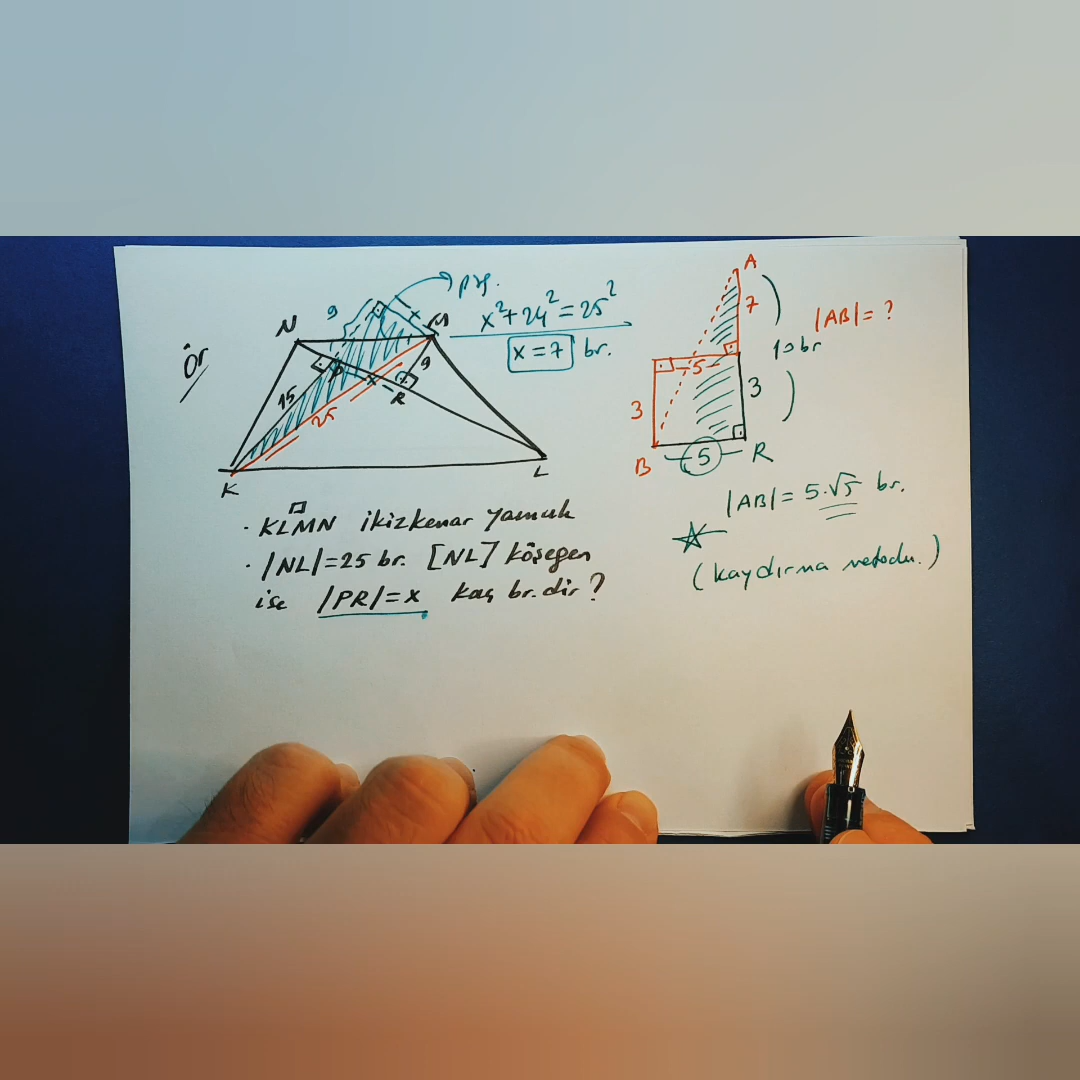 Ör
N
M
9
x
pis.
15
P
x
R
9
25
K
L
x² + 24² = 25²
x = 7 br.
· KLMN ikizkenar yamuk
· |NL| = 25 br. [NL] köşegen
ise |PR| = x kaç br. dir?
A
7
|AB| = ?
10 br
5
3
3
B
5
R
|AB| = 5.√5 br.
(kaydırma metodu.)